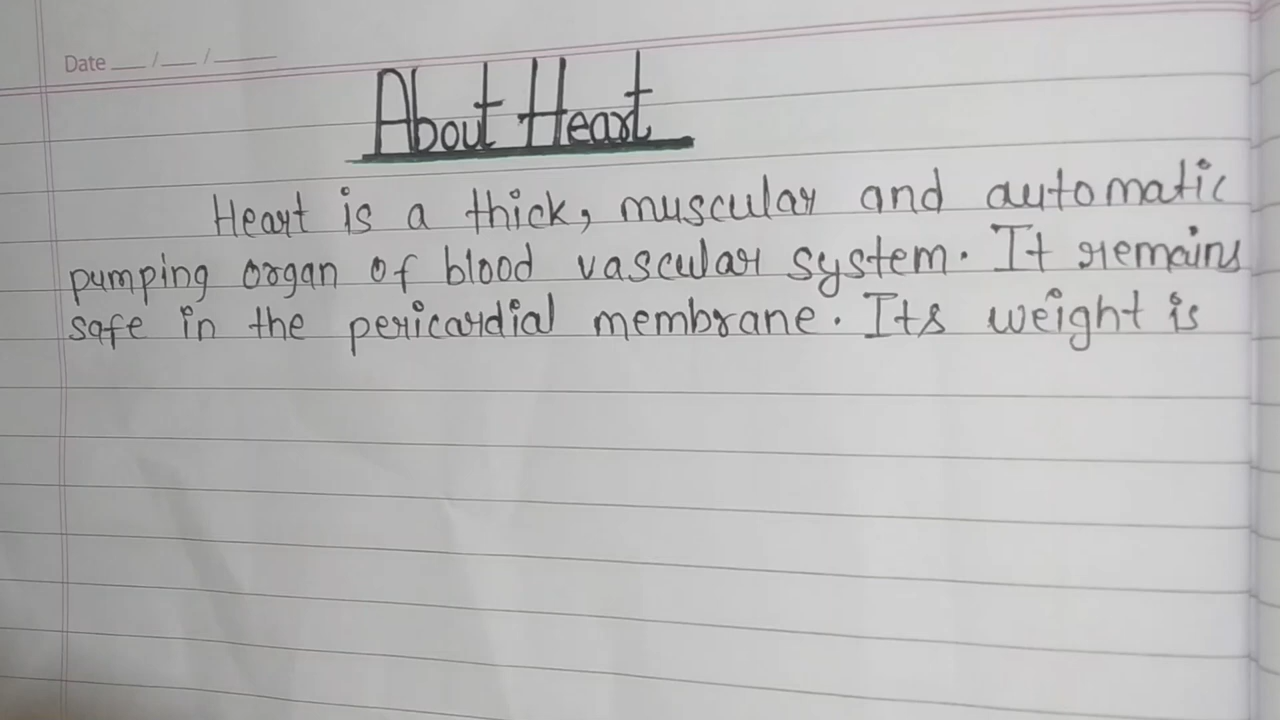 Date __ / __ / ____
About Heart
Heart is a thick, muscular and automatic
pumping organ of blood vascular system. It remains
safe in the pericardial membrane. Its weight is